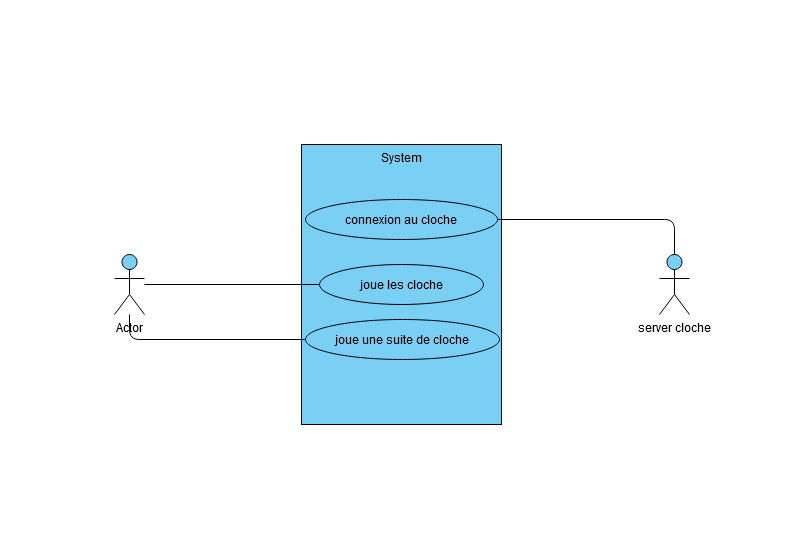 System
connexion au cloche
joue les cloche
joue une suite de cloche
Actor
server cloche